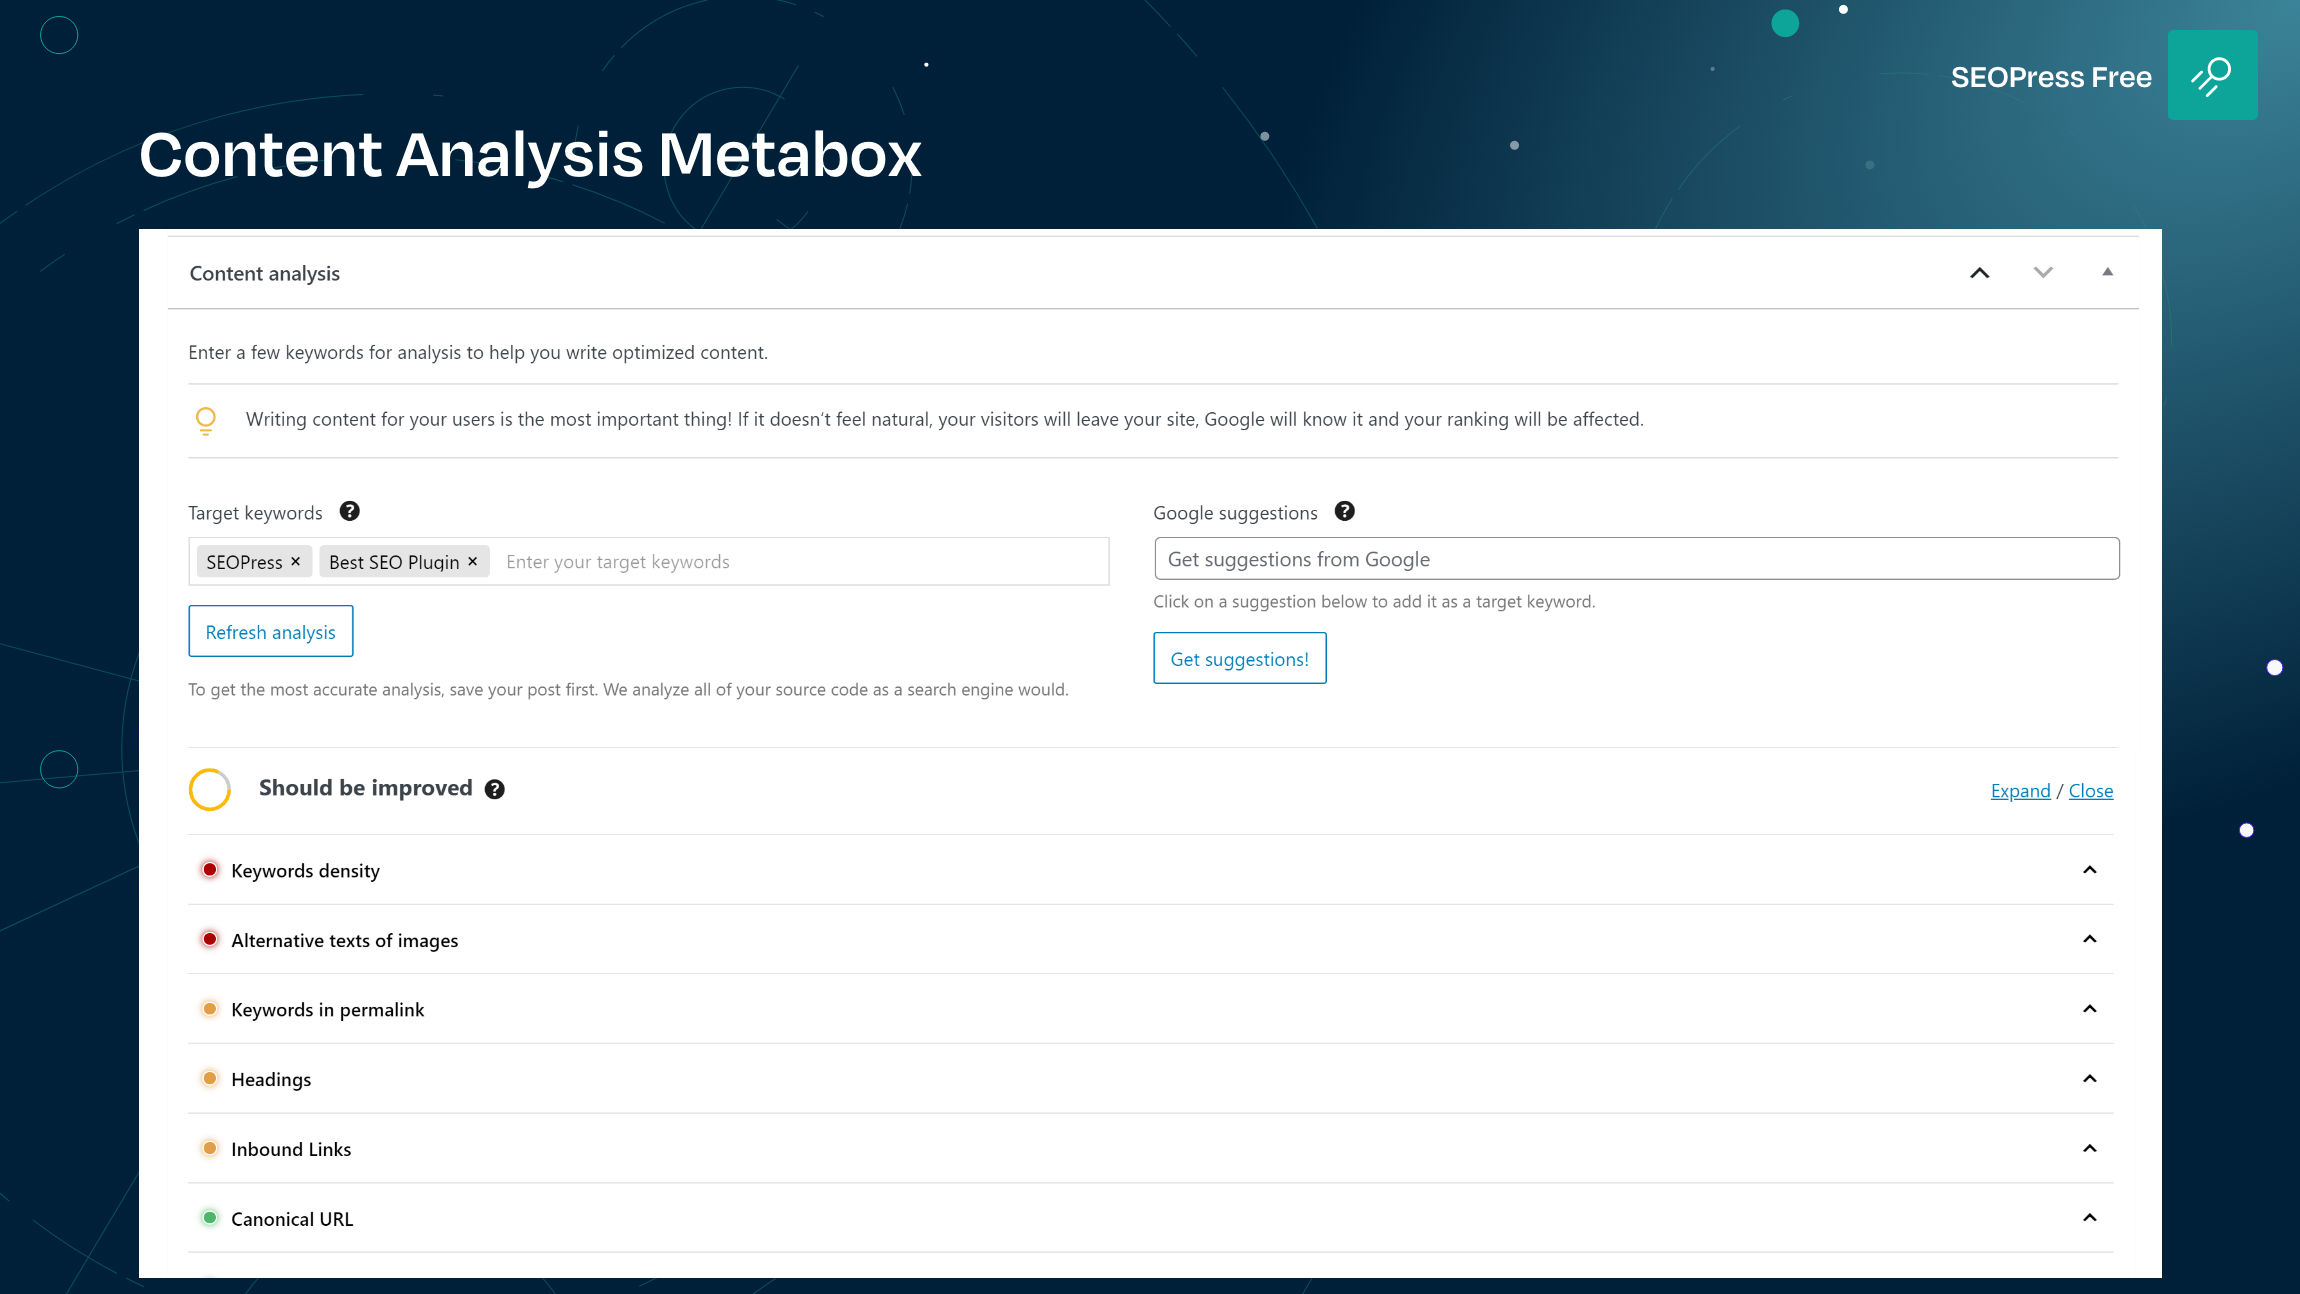 SEOPress Free
Content Analysis Metabox
Content analysis
Enter a few keywords for analysis to help you write optimized content.
Writing content for your users is the most important thing! If it doesn't feel natural, your visitors will leave your site, Google will know it and your ranking will be affected.
Target keywords ?
SEOPress × Best SEO Plugin × Enter your target keywords
Refresh analysis
To get the most accurate analysis, save your post first. We analyze all of your source code as a search engine would.
Google suggestions ?
Get suggestions from Google
Click on a suggestion below to add it as a target keyword.
Get suggestions!
Should be improved ?
Expand / Close
Keywords density
Alternative texts of images
Keywords in permalink
Headings
Inbound Links
Canonical URL